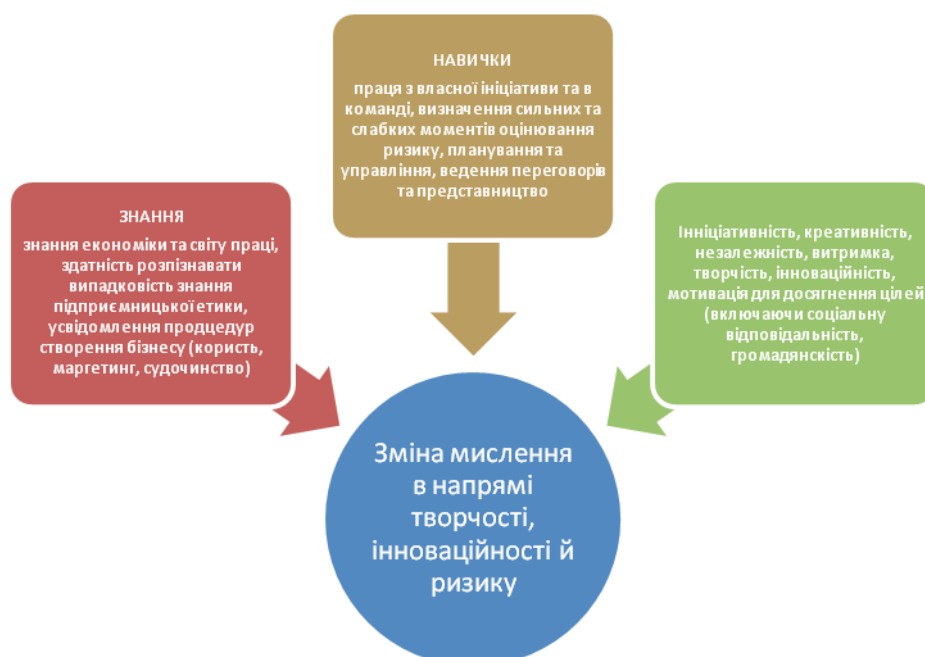 НАВИЧКИ
праця з власної ініціативи та в
команді, визначення сильних та
слабких моментів оцінювання
ризику, планування та
управління, ведення переговорів
та представництво
ЗНАННЯ
знання економіки та світу праці,
здатність розпізнавати
випадковість знання
підприємницької етики,
усвідомлення продцедур
створення бізнесу (користь,
маргетинг, судочинство)
Інніціативність, креативність,
незалежність, витримка,
творчість, інноваційність,
мотивація для досягнення цілей
(включаючи соціальну
відповідальність,
громадянскість)
Зміна мислення
в напрямі
творчості,
інноваційності й
ризику